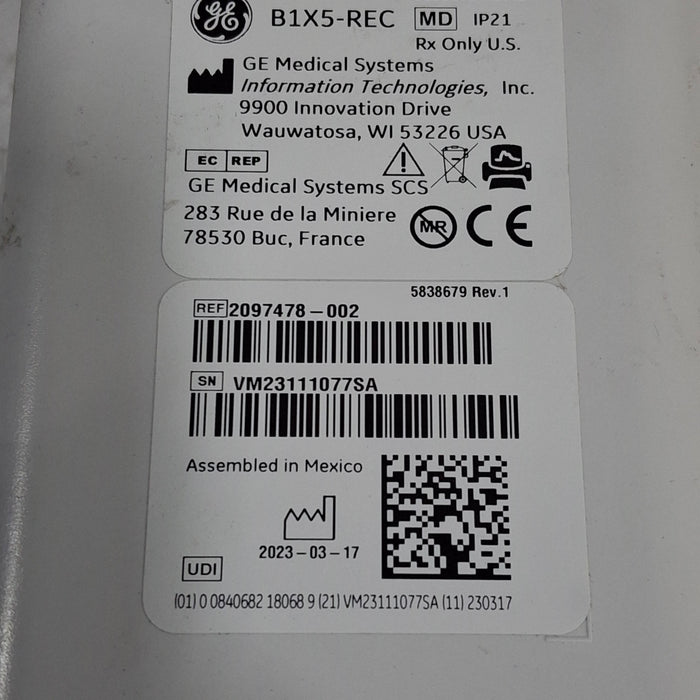 GE B1X5-REC MD IP21
Rx Only U.S.
GE Medical Systems
Information Technologies, Inc.
9900 Innovation Drive
Wauwatosa, WI 53226 USA
EC REP
GE Medical Systems SCS
283 Rue de la Miniere
78530 Buc, France
MR CE
5838679 Rev.1
REF 2097478-002
SN VM23111077SA
Assembled in Mexico
2023-03-17
UDI
(01) 0 0840682 18068 9 (21) VM23111077SA (11) 230317